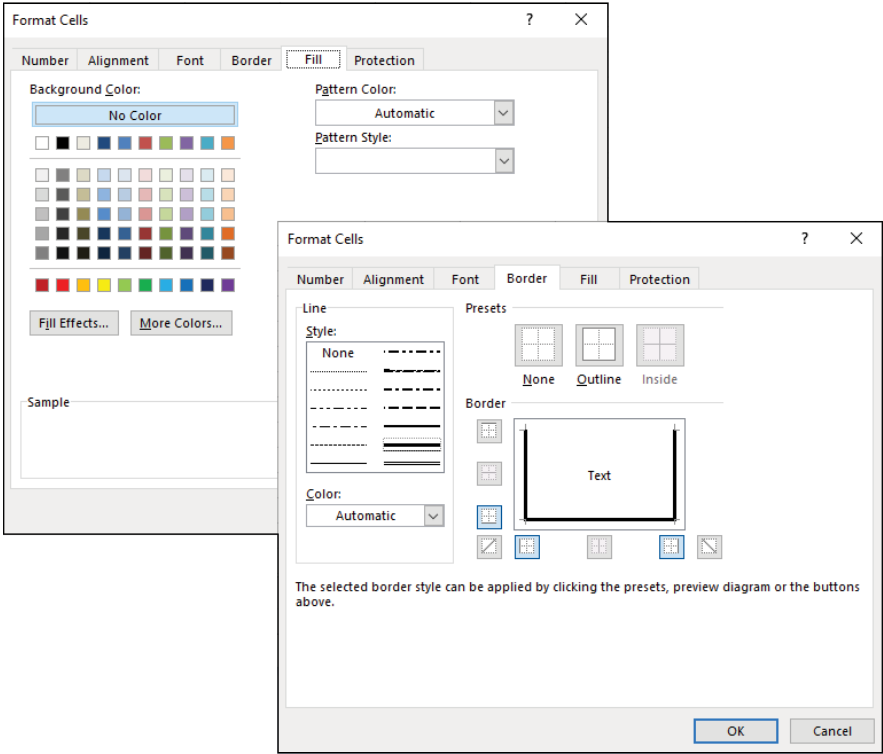 Format Cells ? ×
Number Alignment Font Border Fill Protection
Background Color:
No Color
Pattern Color:
Automatic
Pattern Style:
Fill Effects... More Colors...
Sample
Format Cells ? ×
Number Alignment Font Border Fill Protection
Line
Style:
None
Color:
Automatic
Presets
None Outline Inside
Border
Text
The selected border style can be applied by clicking the presets, preview diagram or the buttons
above.
OK Cancel